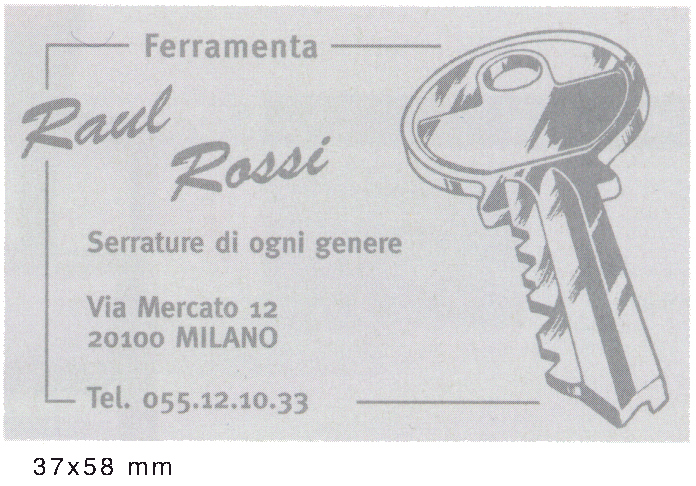 Ferramenta
Raul
Rossi
Serrature di ogni genere
Via Mercato 12
20100 MILANO
Tel. 055.12.10.33
37x58 mm